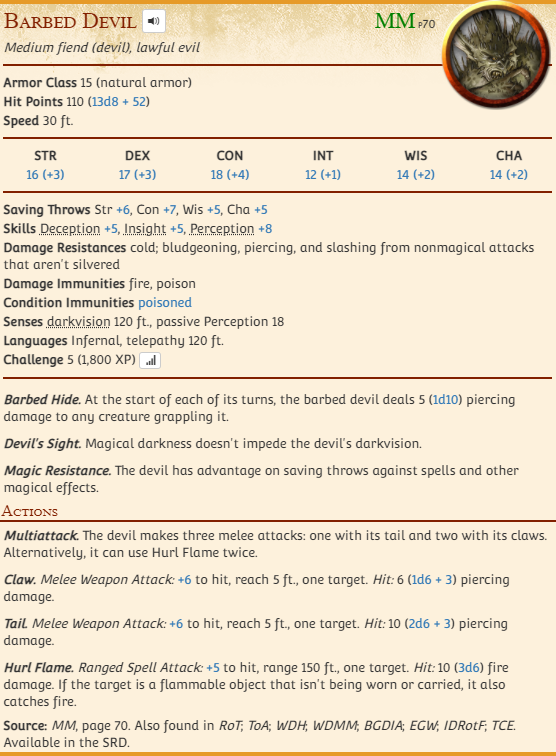 Barbed Devil MM p70
Medium fiend (devil), lawful evil
Armor Class 15 (natural armor)
Hit Points 110 (13d8 + 52)
Speed 30 ft.
STR DEX CON INT WIS CHA
16 (+3) 17 (+3) 18 (+4) 12 (+1) 14 (+2) 14 (+2)
Saving Throws Str +6, Con +7, Wis +5, Cha +5
Skills Deception +5, Insight +5, Perception +8
Damage Resistances cold; bludgeoning, piercing, and slashing from nonmagical attacks
that aren't silvered
Damage Immunities fire, poison
Condition Immunities poisoned
Senses darkvision 120 ft., passive Perception 18
Languages Infernal, telepathy 120 ft.
Challenge 5 (1,800 XP)
Barbed Hide. At the start of each of its turns, the barbed devil deals 5 (1d10) piercing
damage to any creature grappling it.
Devil's Sight. Magical darkness doesn't impede the devil's darkvision.
Magic Resistance. The devil has advantage on saving throws against spells and other
magical effects.
Actions
Multiattack. The devil makes three melee attacks: one with its tail and two with its claws.
Alternatively, it can use Hurl Flame twice.
Claw. Melee Weapon Attack: +6 to hit, reach 5 ft., one target. Hit: 6 (1d6 + 3) piercing
damage.
Tail. Melee Weapon Attack: +6 to hit, reach 5 ft., one target. Hit: 10 (2d6 + 3) piercing
damage.
Hurl Flame. Ranged Spell Attack: +5 to hit, range 150 ft., one target. Hit: 10 (3d6) fire
damage. If the target is a flammable object that isn't being worn or carried, it also
catches fire.
Source: MM, page 70. Also found in RoT; ToA; WDH; WDMM; BGDIA; EGW; IDRotF; TCE.
Available in the SRD.